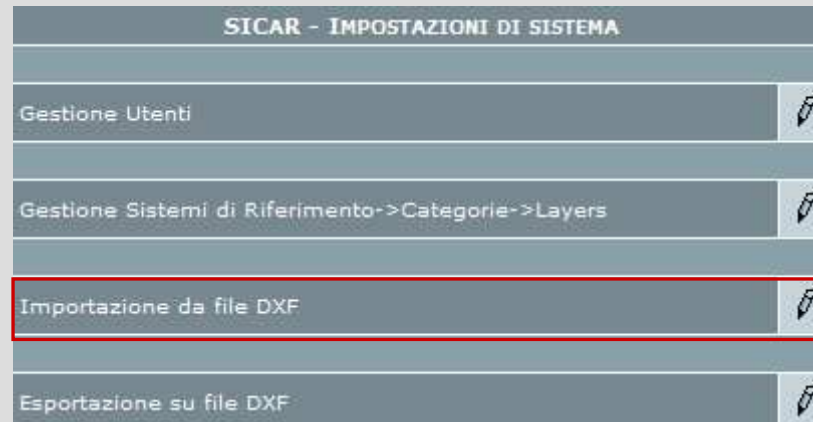 SICAR - IMPOSTAZIONI DI SISTEMA
Gestione Utenti
Gestione Sistemi di Riferimento->Categorie->Layers
Importazione da file DXF
Esportazione su file DXF